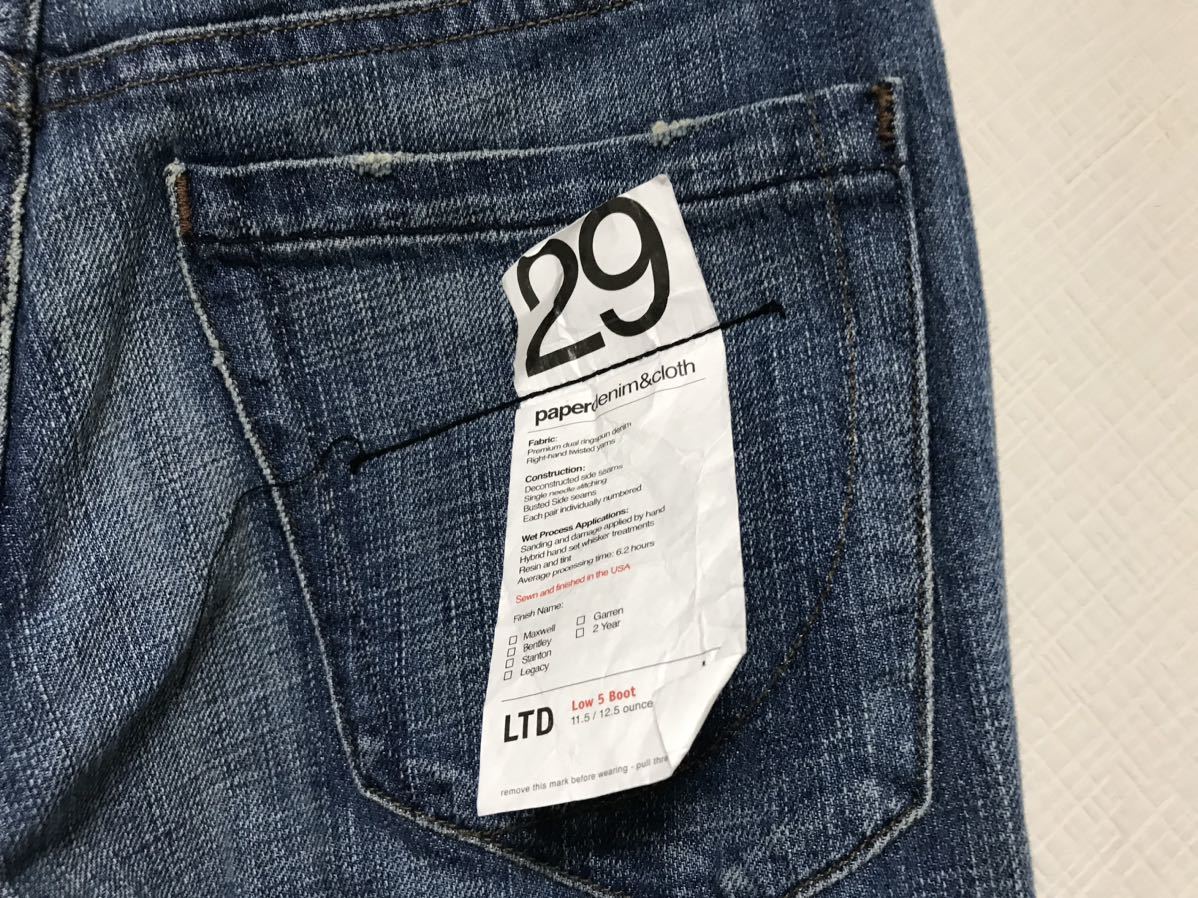 29
paperdenim&cloth
Fabric:
Premium dual ringspun denim
Right-hand twisted yarns
Construction:
Deconstructed side seams
Single needle stitching
Busted Side seams
Each pair individually numbered
Wet Process Applications:
Sanding and damage applied by hand
Hybrid hand set whisker treatments
Resin and tint
Average processing time: 6.2 hours
Sewn and finished in the USA
Finish Name:
Maxwell
Bentley
Stanton
Legacy
Garren
2 Year
LTD
Low 5 Boot
11.5 / 12.5 ounce
remove this mark before wearing - pull thre